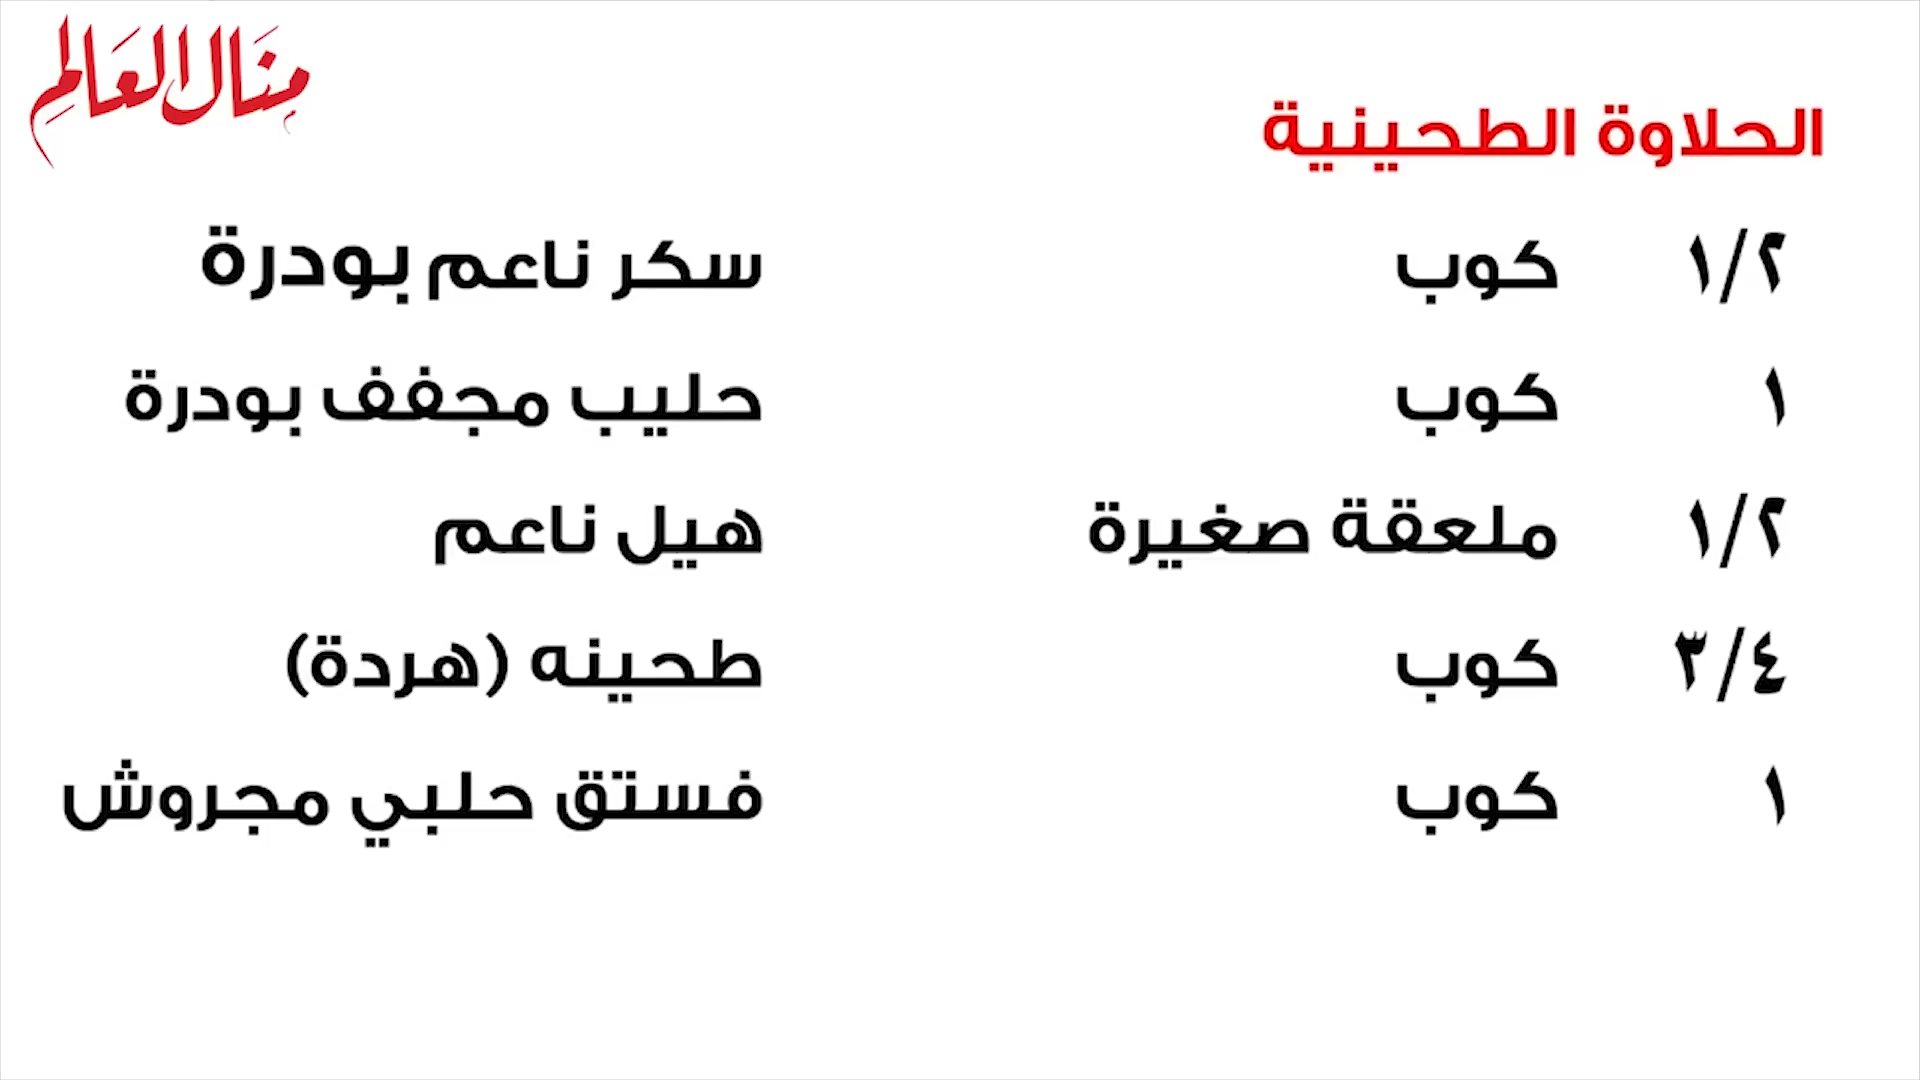 منال العالم
الحلاوة الطحينية
١/٢ كوب سكر ناعم بودرة
١ كوب حليب مجفف بودرة
١/٢ ملعقة صغيرة هيل ناعم
٣/٤ كوب طحينه (هردة)
١ كوب فستق حلبي مجروش